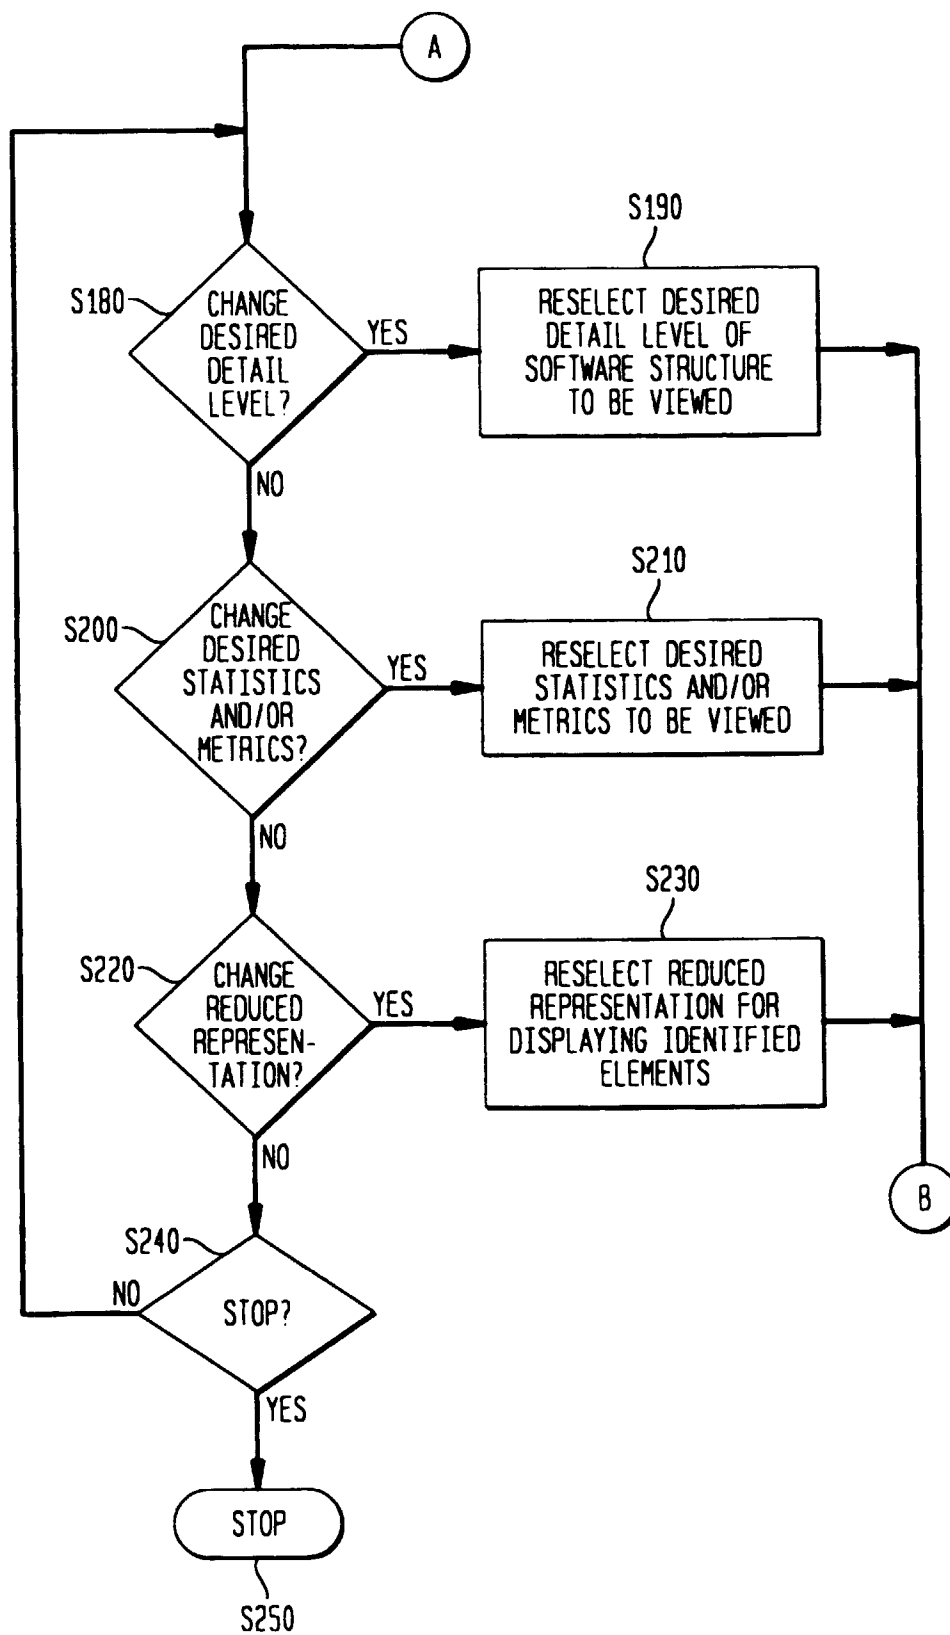 A
S180
CHANGE
DESIRED
DETAIL
LEVEL?
YES
NO
S190
RESELECT DESIRED
DETAIL LEVEL OF
SOFTWARE STRUCTURE
TO BE VIEWED
S200
CHANGE
DESIRED
STATISTICS
AND/OR
METRICS?
YES
NO
S210
RESELECT DESIRED
STATISTICS AND/OR
METRICS TO BE VIEWED
S220
CHANGE
REDUCED
REPRESEN-
TATION?
YES
NO
S230
RESELECT REDUCED
REPRESENTATION FOR
DISPLAYING IDENTIFIED
ELEMENTS
B
S240
STOP?
NO
YES
STOP
S250